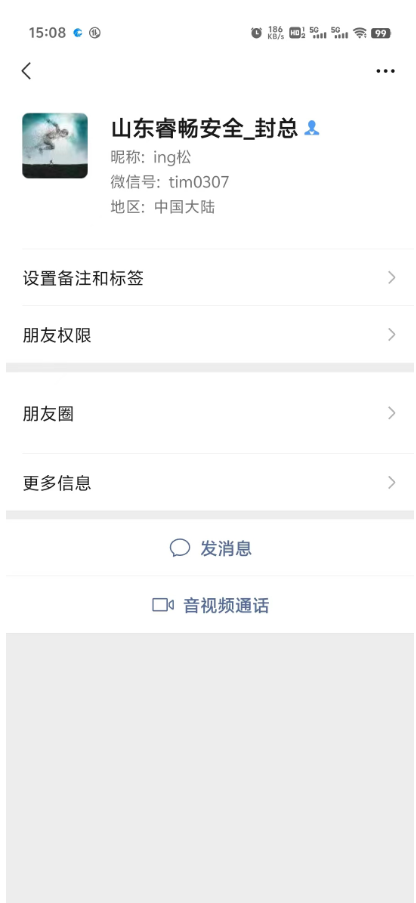 15:08
186 KB/s HD 5G 5G 99
山东睿畅安全_封总
昵称: ing松
微信号: tim0307
地区: 中国大陆
设置备注和标签
朋友权限
朋友圈
更多信息
发消息
音视频通话